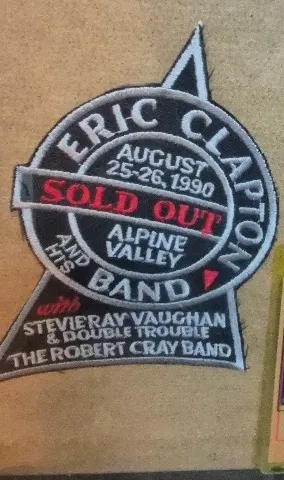 ERIC CLAPTON
AUGUST
25-26, 1990
SOLD OUT
ALPINE
VALLEY
AND HIS BAND
with
STEVIE RAY VAUGHAN
& DOUBLE TROUBLE
THE ROBERT CRAY BAND